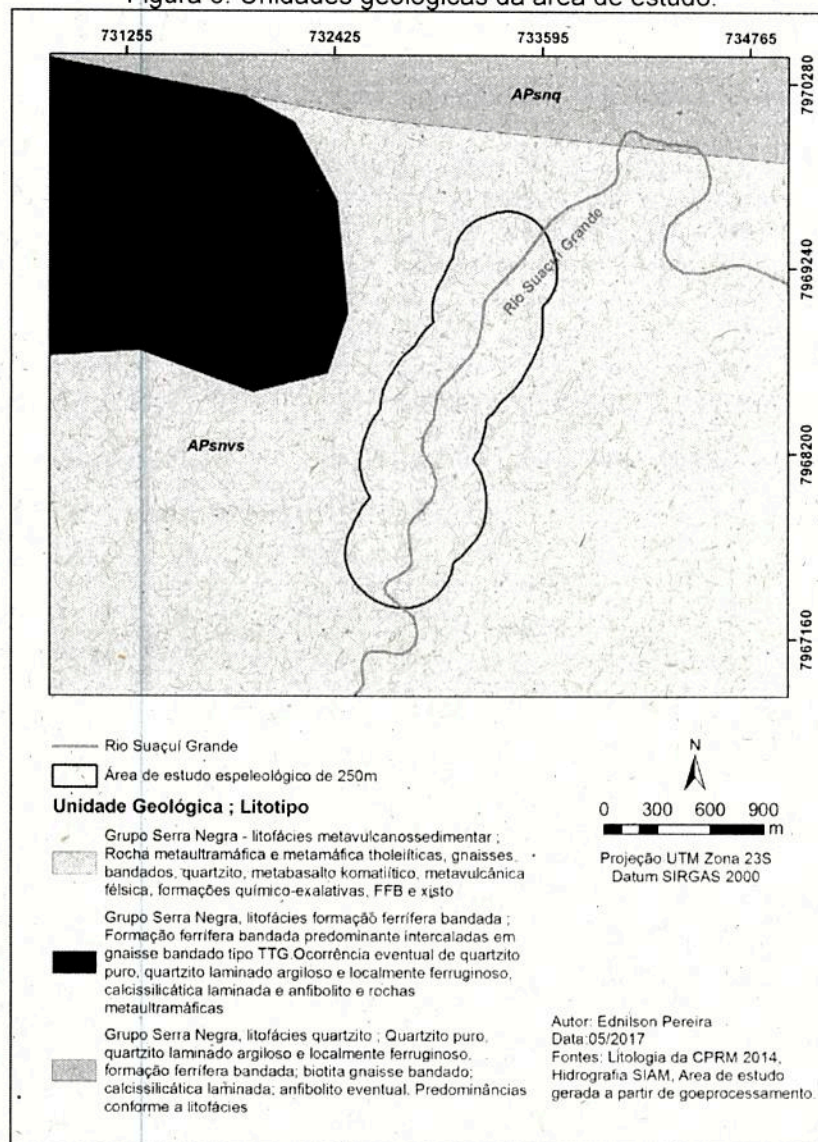 Figura 6: Unidades geológicas da área de estudo.
731255 732425 733595 734765
7970280
7969240
7968200
7967160
APsnq
Rio Suaçuí Grande
APsnvs
Rio Suaçuí Grande
Área de estudo espeleológico de 250m
Unidade Geológica ; Litotipo
Grupo Serra Negra - litofácies metavulcanossedimentar ;
Rocha metaultramáfica e metamáfica tholeiíticas, gnaisses
bandados, quartzito, metabasalto komatiítico, metavulcânica
félsica, formações químico-exalativas, FFB e xisto
Grupo Serra Negra, litofácies formação ferrífera bandada ;
Formação ferrífera bandada predominante intercaladas em
gnaisse bandado tipo TTG.Ocorrência eventual de quartzito
puro, quartzito laminado argiloso e localmente ferruginoso,
calcissilicática laminada e anfibolito e rochas
metaultramáficas
Grupo Serra Negra, litofácies quartzito ; Quartzito puro,
quartzito laminado argiloso e localmente ferruginoso,
formação ferrífera bandada; biotita gnaisse bandado;
calcissilicática laminada; anfibolito eventual. Predominâncias
conforme a litofácies
N
0 300 600 900
m
Projeção UTM Zona 23S
Datum SIRGAS 2000
Autor: Ednilson Pereira
Data:05/2017
Fontes: Litologia da CPRM 2014,
Hidrografia SIAM, Area de estudo
gerada a partir de goeprocessamento.